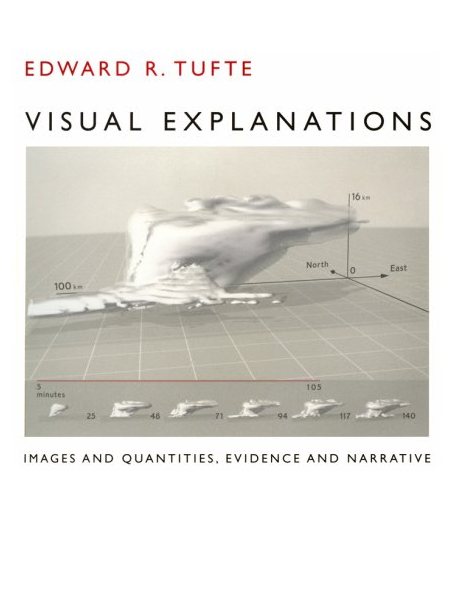 EDWARD R. TUFTE
VISUAL EXPLANATIONS
16 km
North
0
East
100 km
5 105
minutes
25 48 71 94 117 140
IMAGES AND QUANTITIES, EVIDENCE AND NARRATIVE